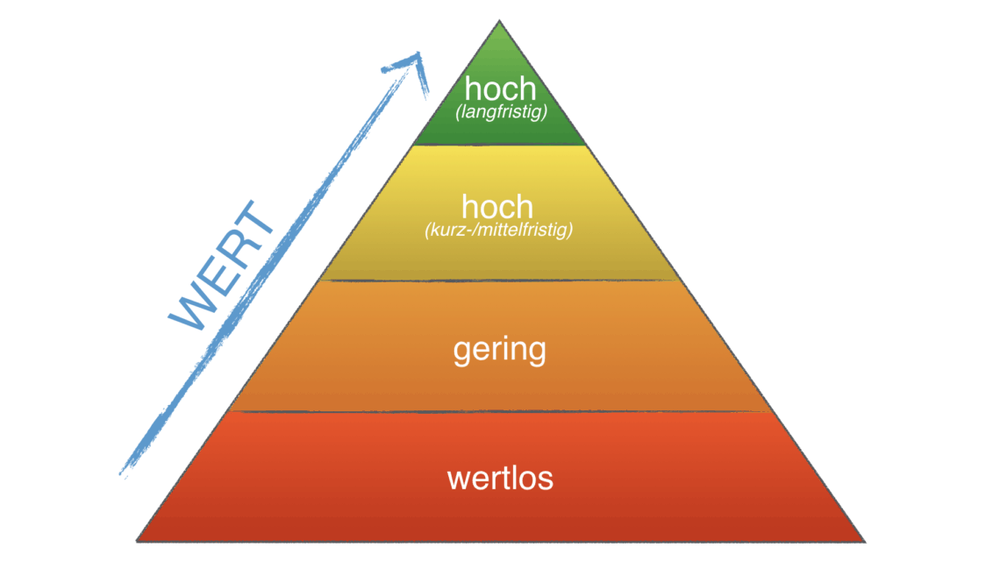 hoch
(langfristig)
WERT
hoch
(kurz-/mittelfristig)
gering
wertlos